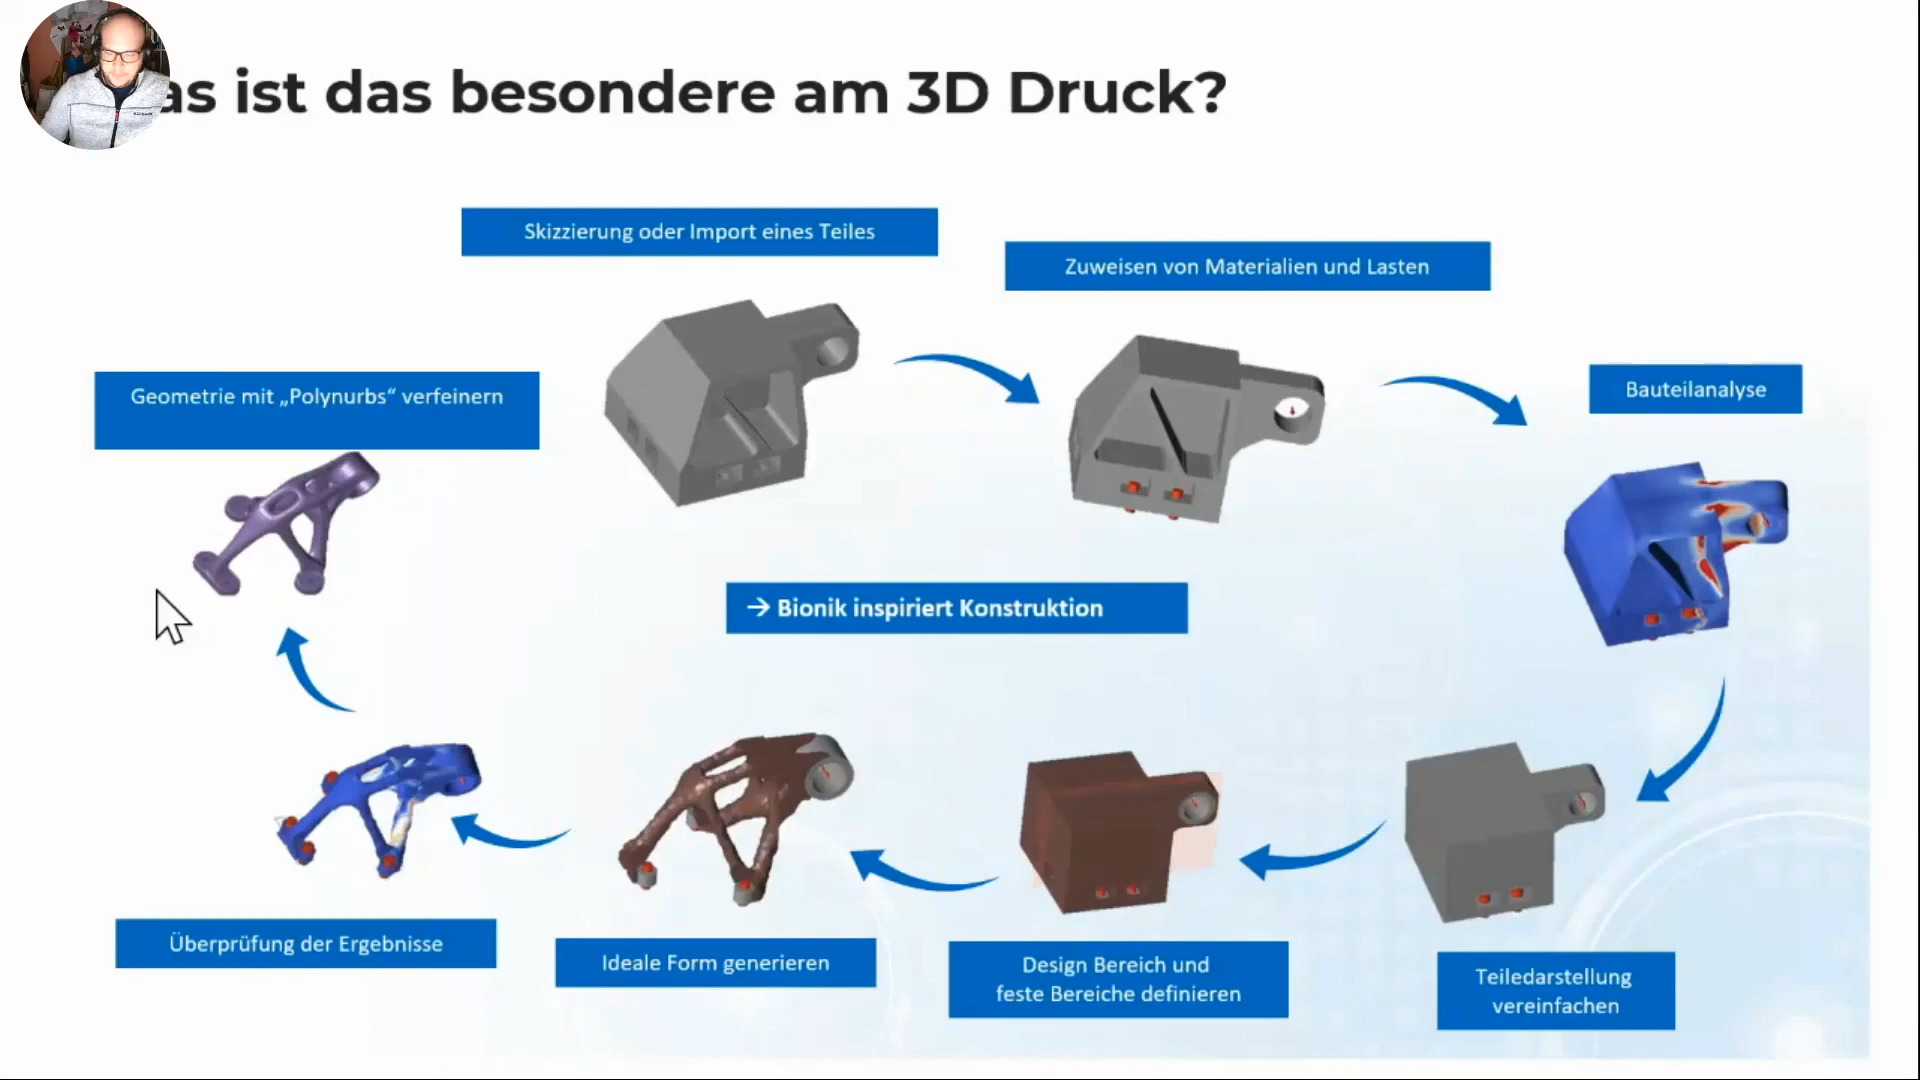 as ist das besondere am 3D Druck?
Skizzierung oder Import eines Teiles
Zuweisen von Materialien und Lasten
Bauteilanalyse
Geometrie mit „Polynurbs“ verfeinern
→ Bionik inspiriert Konstruktion
Überprüfung der Ergebnisse
Ideale Form generieren
Design Bereich und
feste Bereiche definieren
Teiledarstellung
vereinfachen